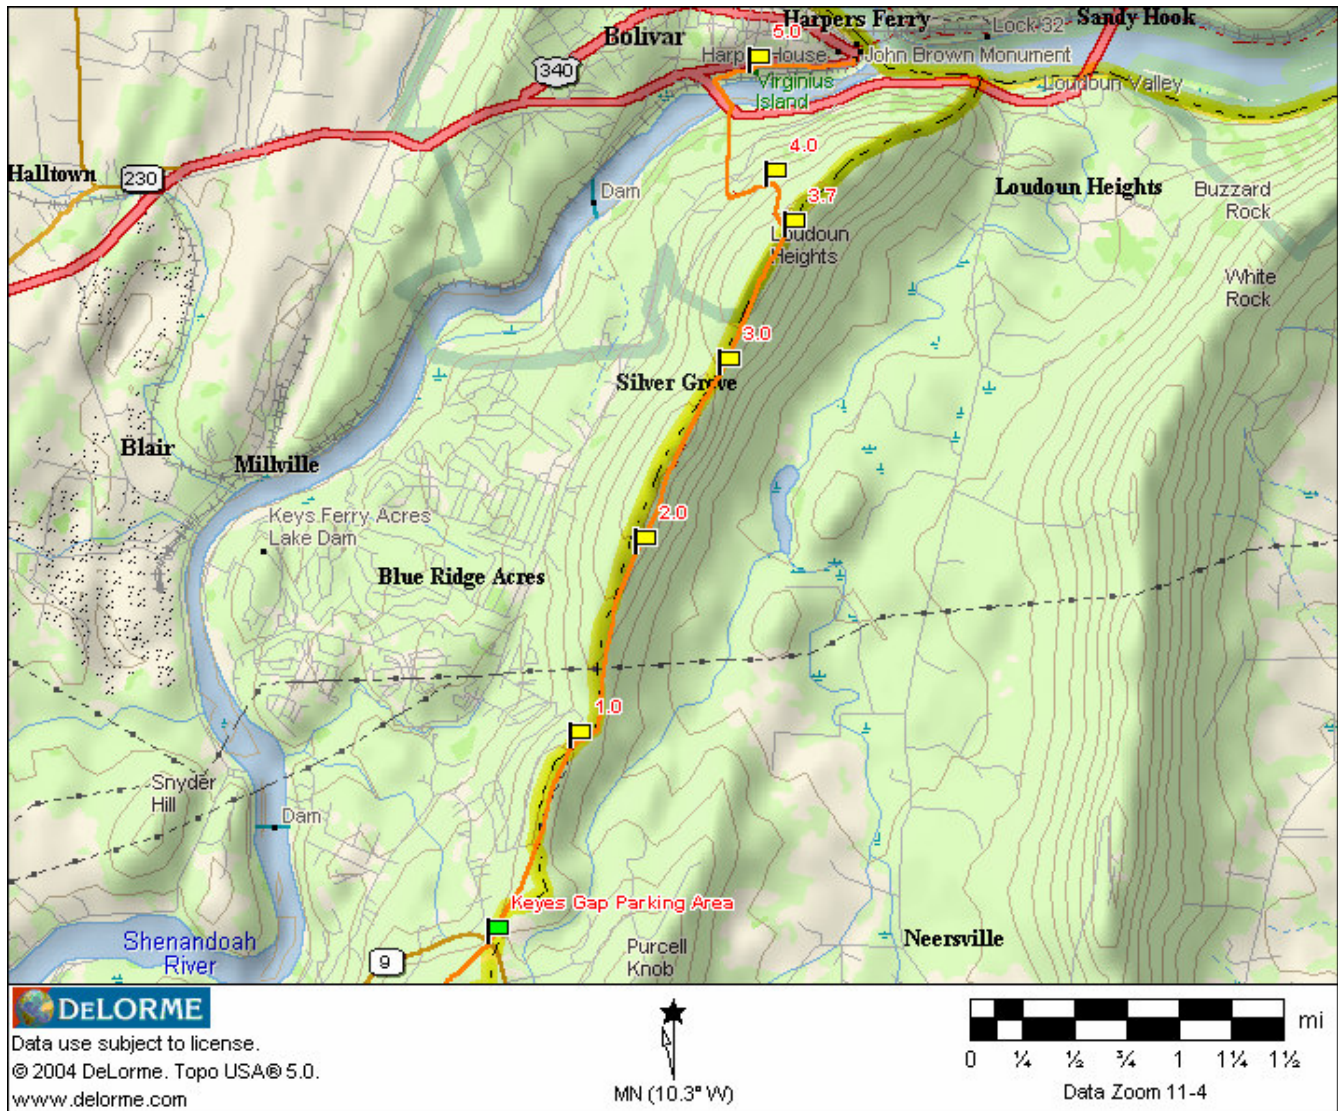 Harpers Ferry
Sandy Hook
Lock 32
5.0
Bolivar
Harp House
John Brown Monument
340
Virginius
Island
Loudoun Valley
4.0
Halltown
230
Dam
3.7
Loudoun Heights
Buzzard
Rock
Loudoun
Heights
White
Rock
3.0
Silver Grove
Blair
Millville
Keys Ferry Acres
Lake Dam
2.0
Blue Ridge Acres
1.0
Snyder
Hill
Dam
Keyes Gap Parking Area
Shenandoah
River
9
Purcell
Knob
Neersville
DELORME
Data use subject to license.
© 2004 DeLorme. Topo USA® 5.0.
www.delorme.com
MN (10.3° W)
mi
0 ¼ ½ ¾ 1 1¼ 1½
Data Zoom 11-4